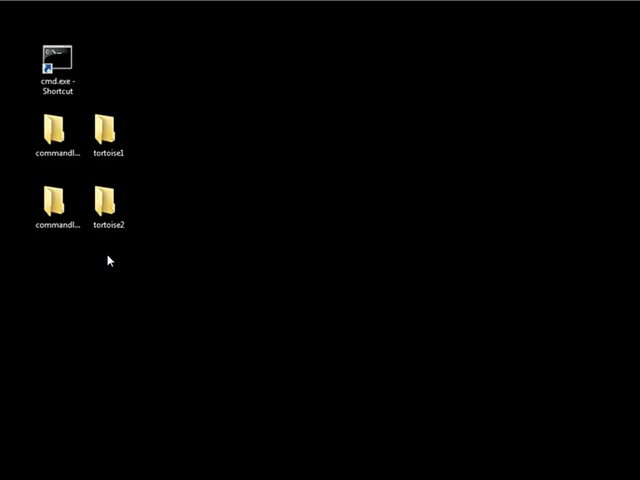 cmd.exe -
Shortcut
commandl...
tortoise1
commandl...
tortoise2